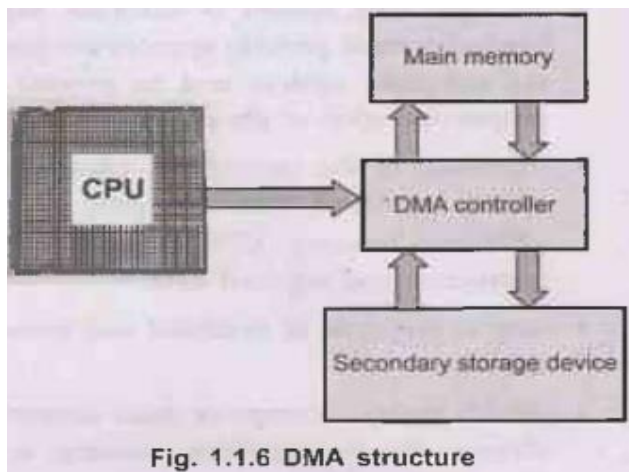 Main memory
CPU
DMA controller
Secondary storage device
Fig. 1.1.6 DMA structure